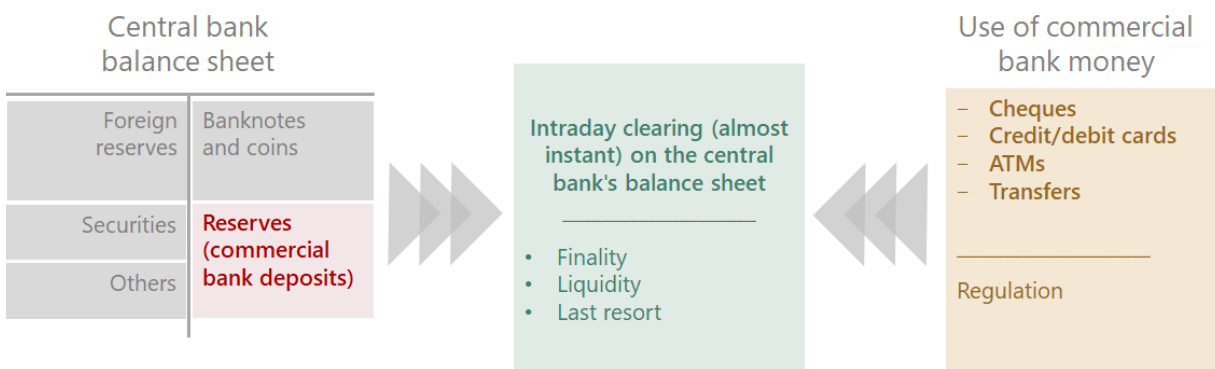 Central bank
balance sheet
Foreign
reserves
Banknotes
and coins
Securities
Others
Reserves
(commercial
bank deposits)
Intraday clearing (almost
instant) on the central
bank's balance sheet
• Finality
• Liquidity
• Last resort
Use of commercial
bank money
– Cheques
– Credit/debit cards
– ATMs
– Transfers
Regulation